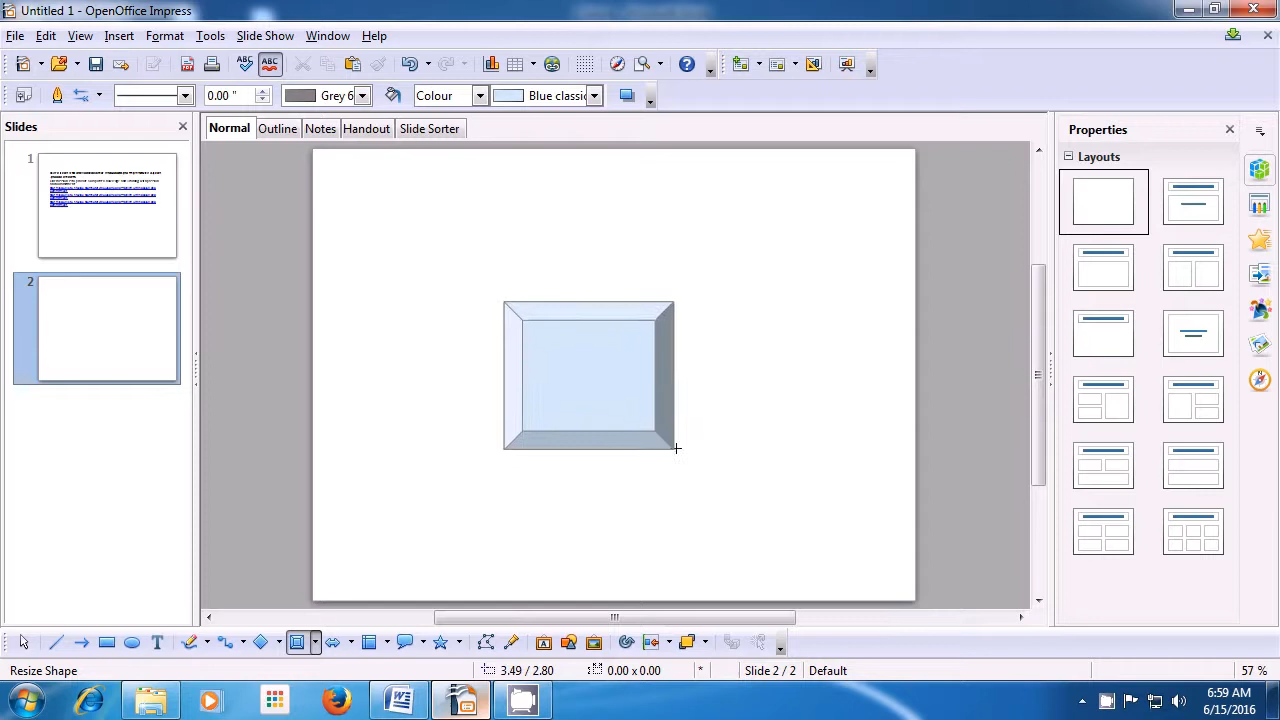 Untitled 1 - OpenOffice Impress
File Edit View Insert Format Tools Slide Show Window Help
ABC ABC
0.00 " Grey 6 Colour Blue classic
Slides
Normal Outline Notes Handout Slide Sorter
Properties
Layouts
1
2
T
Resize Shape 3.49 / 2.80 0.00 x 0.00 * Slide 2 / 2 Default 57 %
W
6:59 AM
6/15/2016